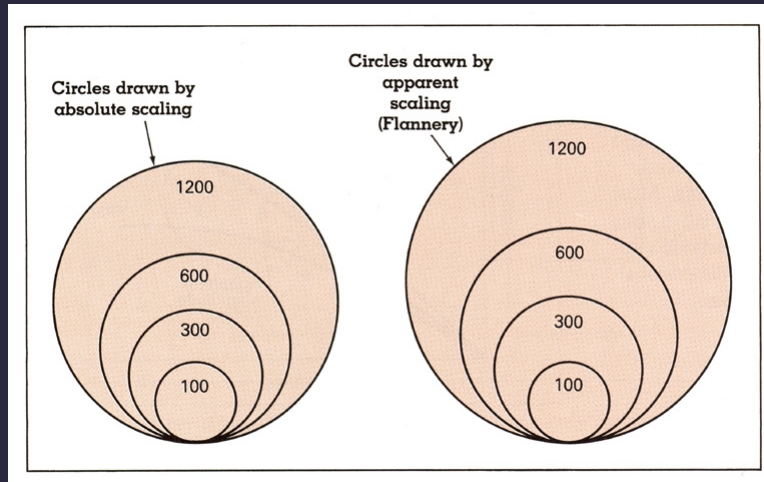 Circles drawn by
absolute scaling
1200
600
300
100
Circles drawn by
apparent
scaling
(Flannery)
1200
600
300
100